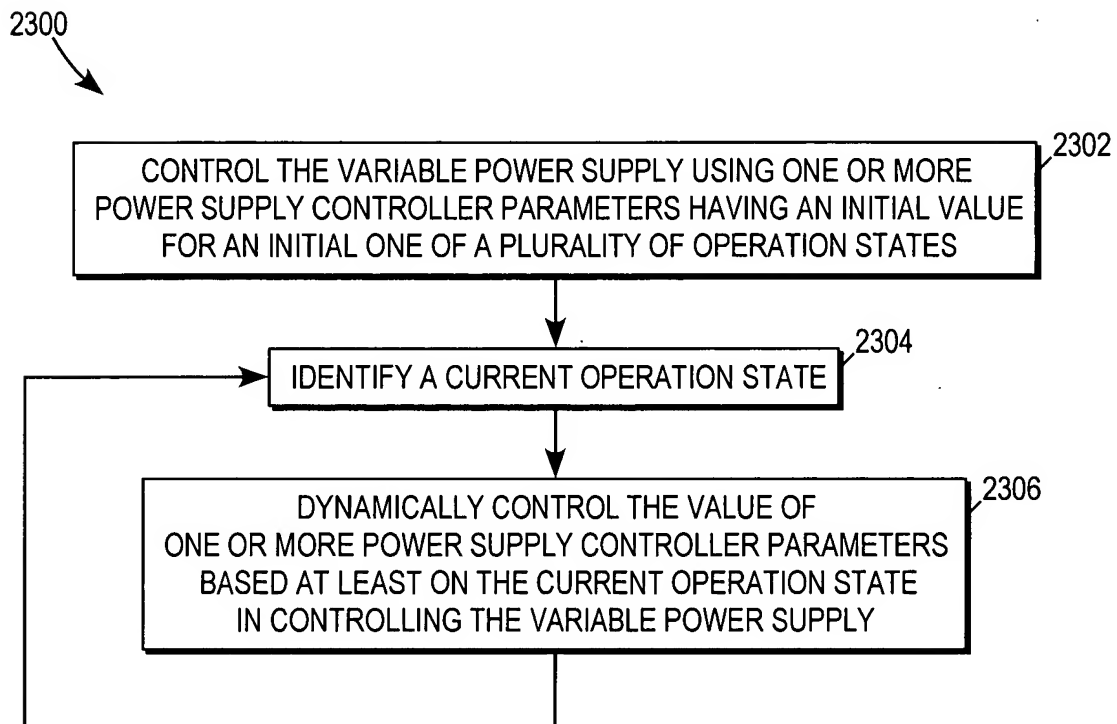 2300
2302
CONTROL THE VARIABLE POWER SUPPLY USING ONE OR MORE
POWER SUPPLY CONTROLLER PARAMETERS HAVING AN INITIAL VALUE
FOR AN INITIAL ONE OF A PLURALITY OF OPERATION STATES
2304
IDENTIFY A CURRENT OPERATION STATE
2306
DYNAMICALLY CONTROL THE VALUE OF
ONE OR MORE POWER SUPPLY CONTROLLER PARAMETERS
BASED AT LEAST ON THE CURRENT OPERATION STATE
IN CONTROLLING THE VARIABLE POWER SUPPLY